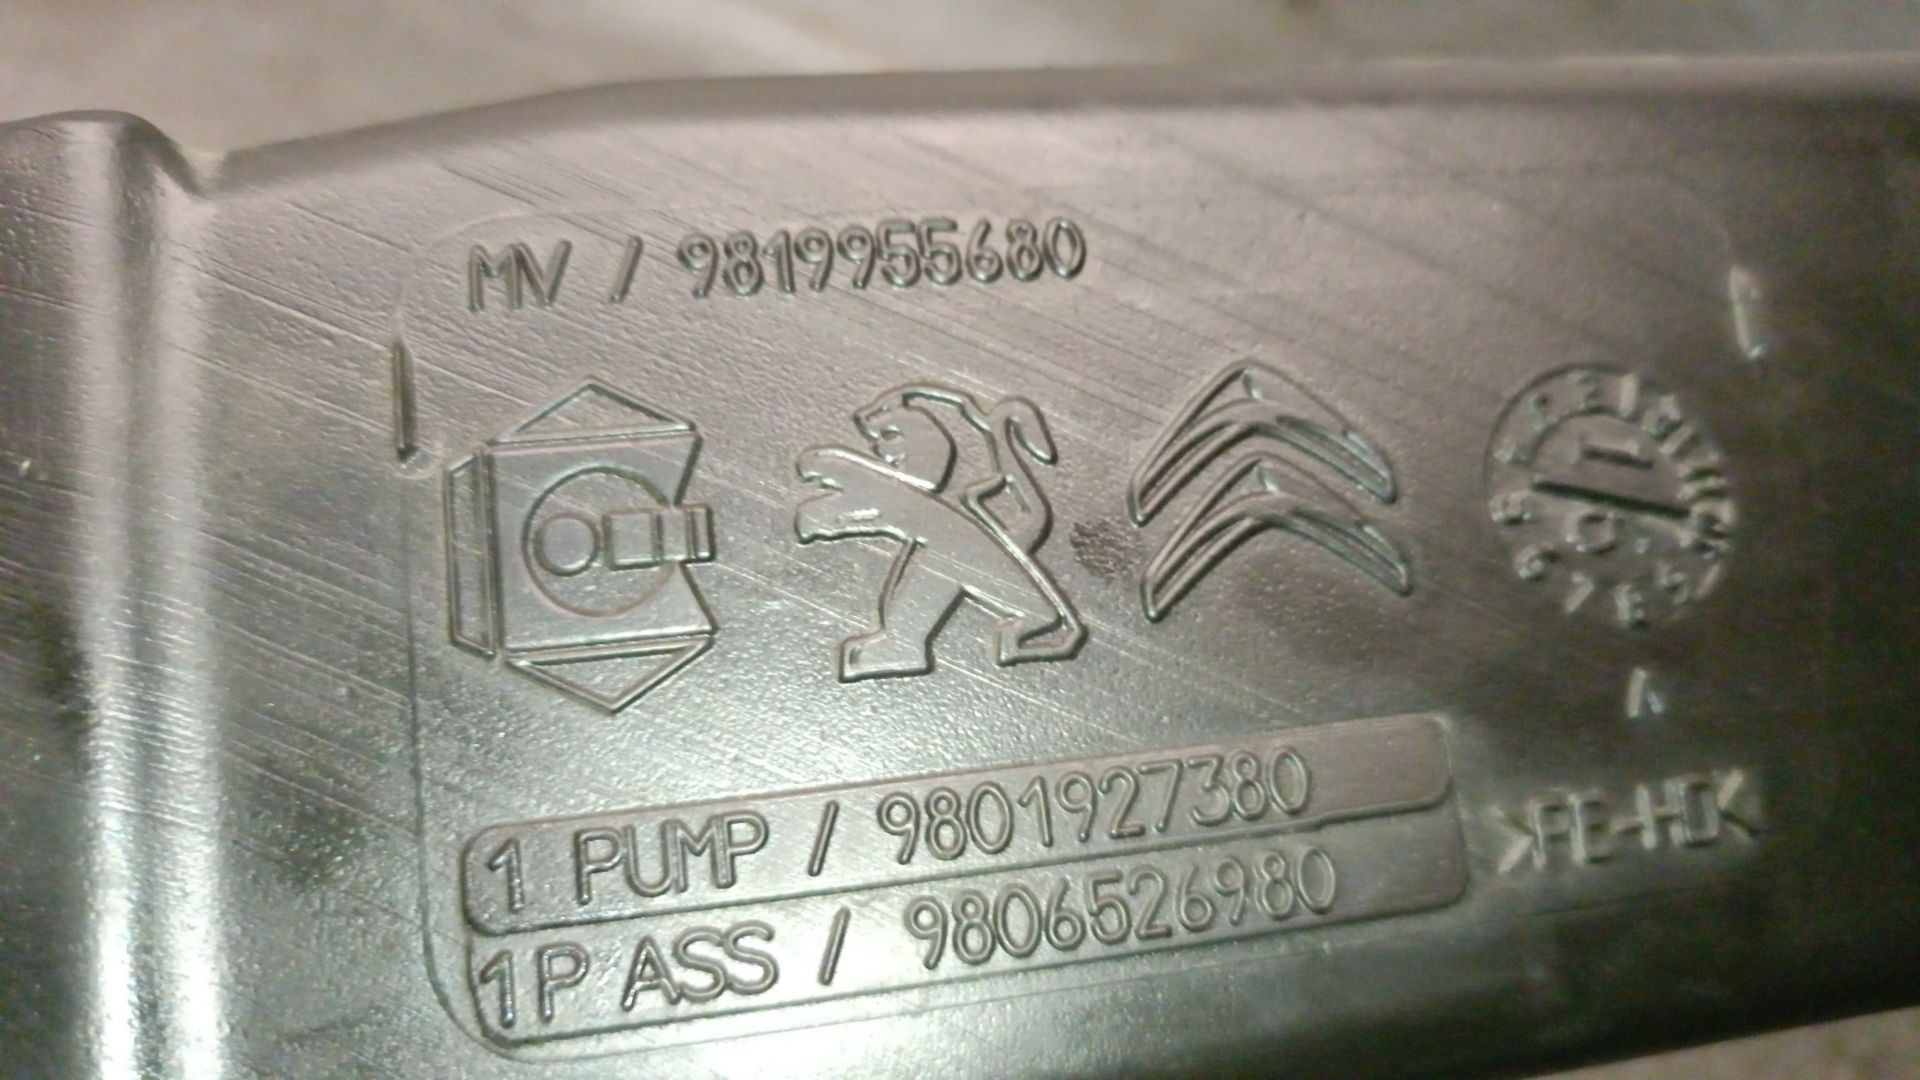 MV / 9819955680
1 PUMP / 9801927380
1P ASS / 9806526980
>PE-HD<